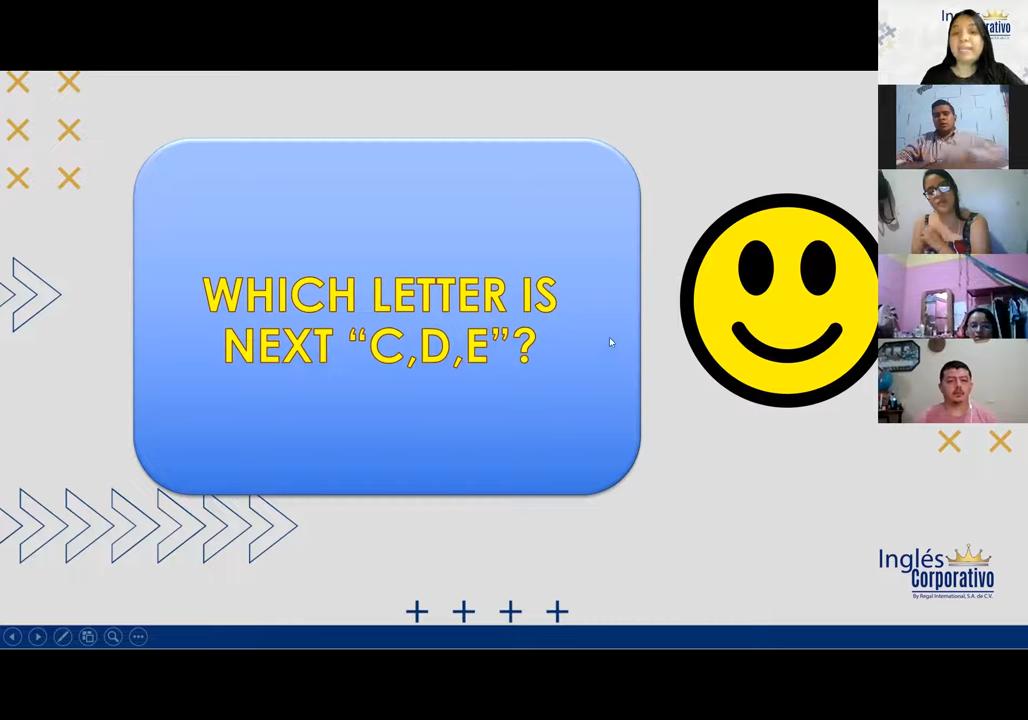 WHICH LETTER IS
NEXT “C,D,E”?
Inglés
Corporativo
By Regal International, S.A. de C.V.